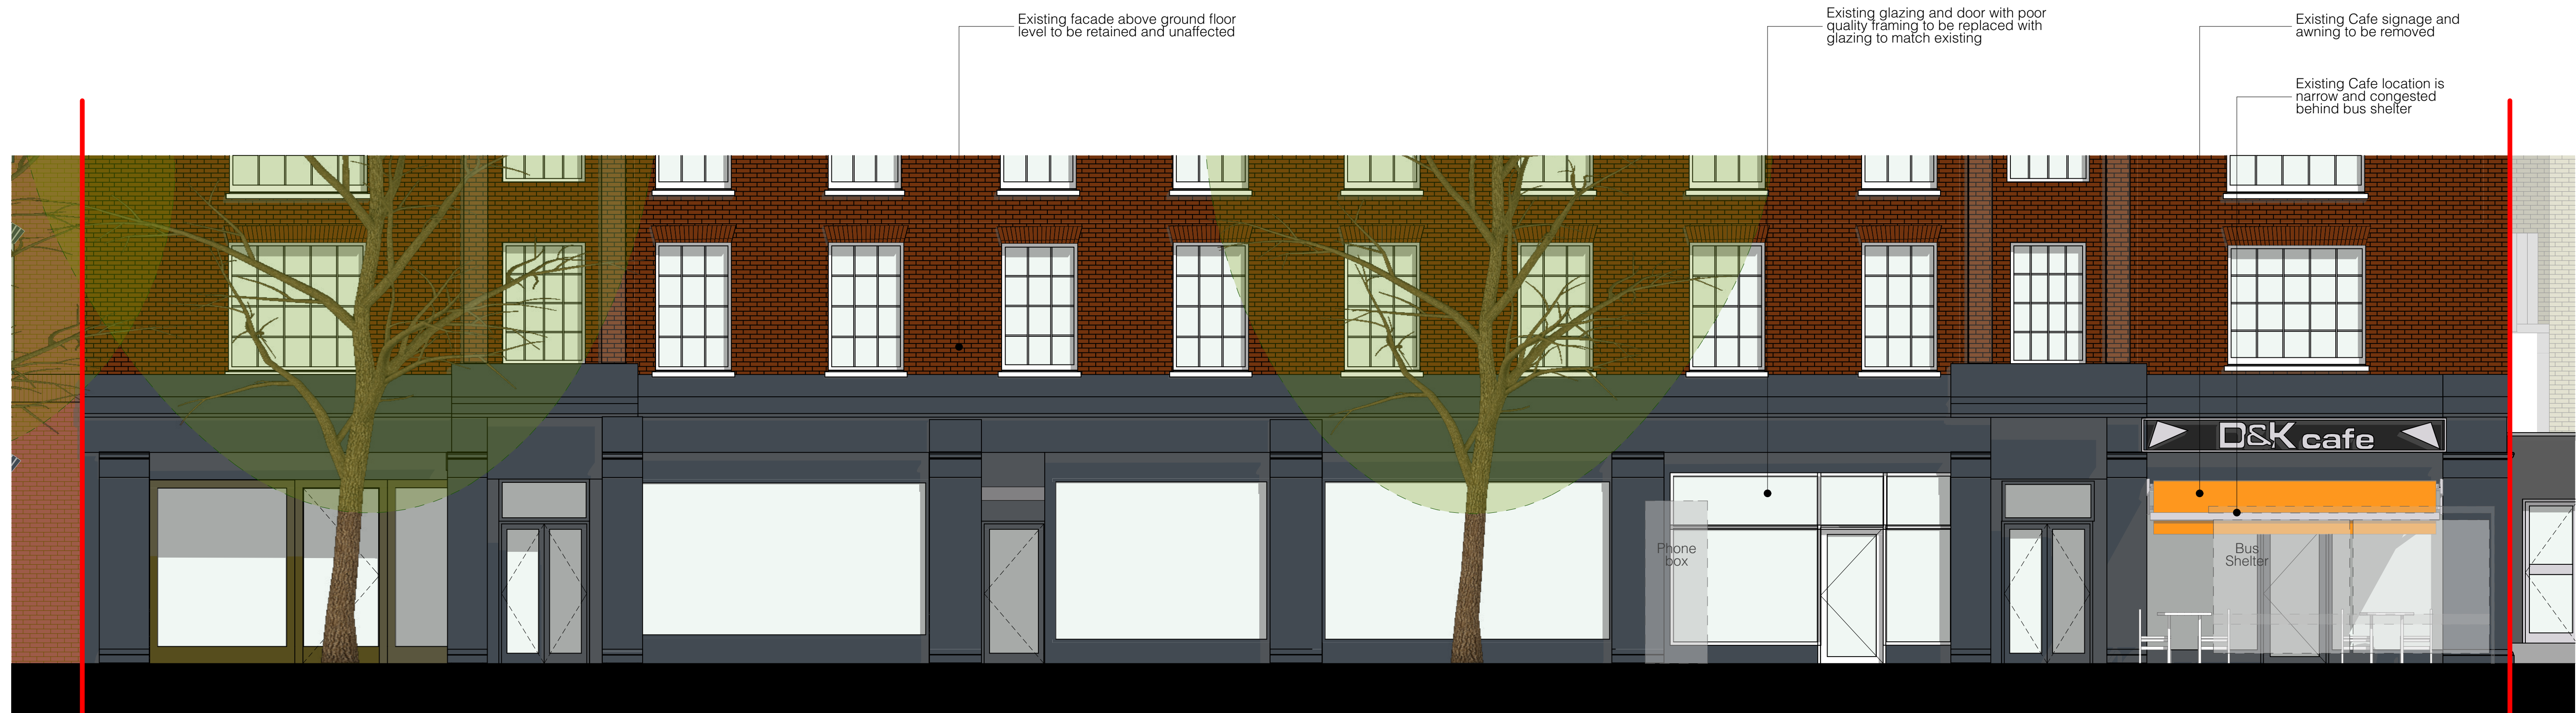 Existing facade above ground floor
level to be retained and unaffected
Existing glazing and door with poor
quality framing to be replaced with
glazing to match existing
Existing Cafe signage and
awning to be removed
Existing Cafe location is
narrow and congested
behind bus shelter
D&K cafe
Phone
box
Bus
Shelter